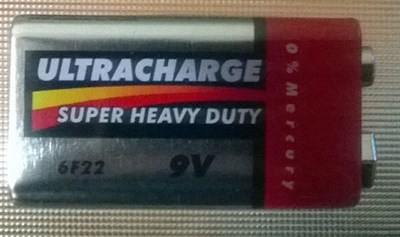 ULTRACHARGE
SUPER HEAVY DUTY
6F22 9V
0% Mercury